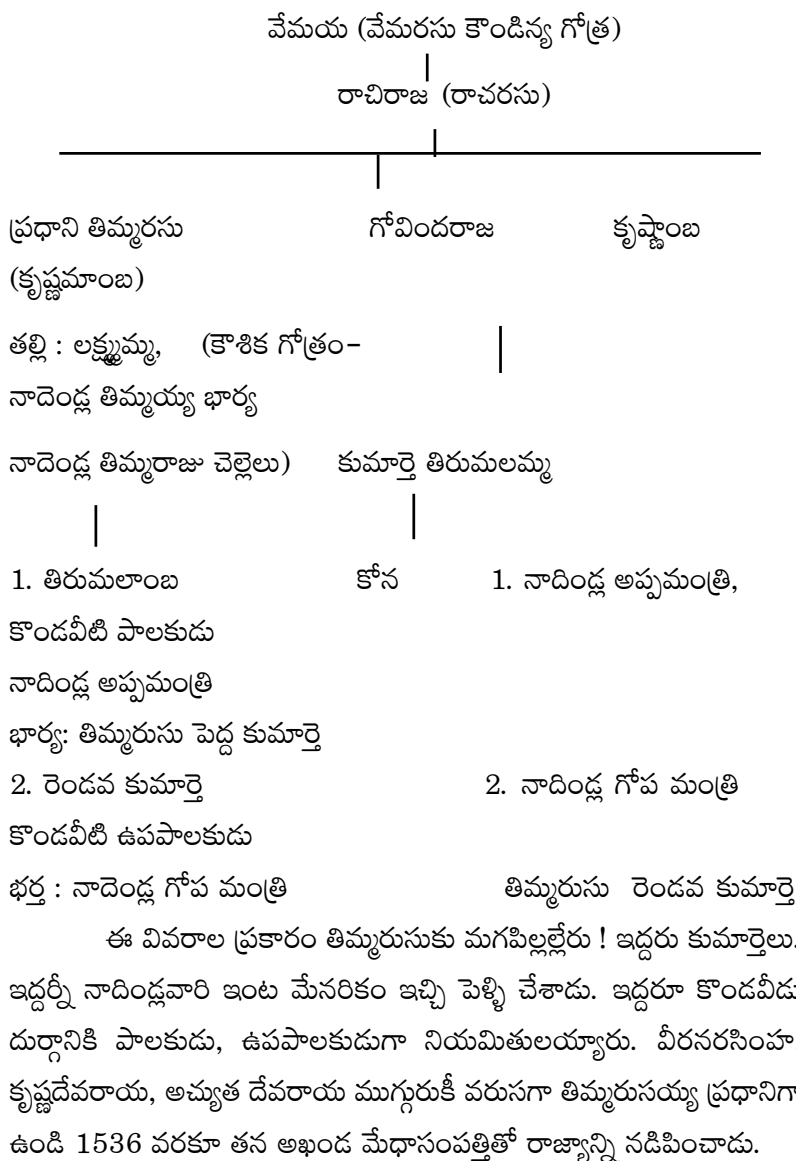 వేమయ (వేమరసు కౌండిన్య గోత్ర)
రాచిరాజ (రాచరసు)
ప్రధాని తిమ్మరసు గోవిందరాజ కృష్ణాంబ
(కృష్ణమాంబ)
తల్లి : లక్ష్మమ్మ, (కౌశిక గోత్రం-
నాదెండ్ల తిమ్మయ్య భార్య
నాదెండ్ల తిమ్మరాజు చెల్లెలు) కుమార్తె తిరుమలమ్మ
1. తిరుమలాంబ కోన 1. నాదిండ్ల అప్పమంత్రి,
కొండవీటి పాలకుడు
నాదిండ్ల అప్పమంత్రి
భార్య: తిమ్మరుసు పెద్ద కుమార్తె
2. రెండవ కుమార్తె 2. నాదిండ్ల గోప మంత్రి
కొండవీటి ఉపపాలకుడు
భర్త : నాదెండ్ల గోప మంత్రి తిమ్మరుసు రెండవ కుమార్తె
ఈ వివరాల ప్రకారం తిమ్మరుసుకు మగపిల్లల్లేరు ! ఇద్దరు కుమార్తెలు.
ఇద్దర్నీ నాదిండ్లవారి ఇంట మేనరికం ఇచ్చి పెళ్ళి చేశాడు. ఇద్దరూ కొండవీడు
దుర్గానికి పాలకుడు, ఉపపాలకుడుగా నియమితులయ్యారు. వీరనరసింహ
కృష్ణదేవరాయ, అచ్యుత దేవరాయ ముగ్గురుకీ వరుసగా తిమ్మరుసయ్య ప్రధానిగా
ఉండి 1536 వరకూ తన అఖండ మేధాసంపత్తితో రాజ్యాన్ని నడిపించాడు.